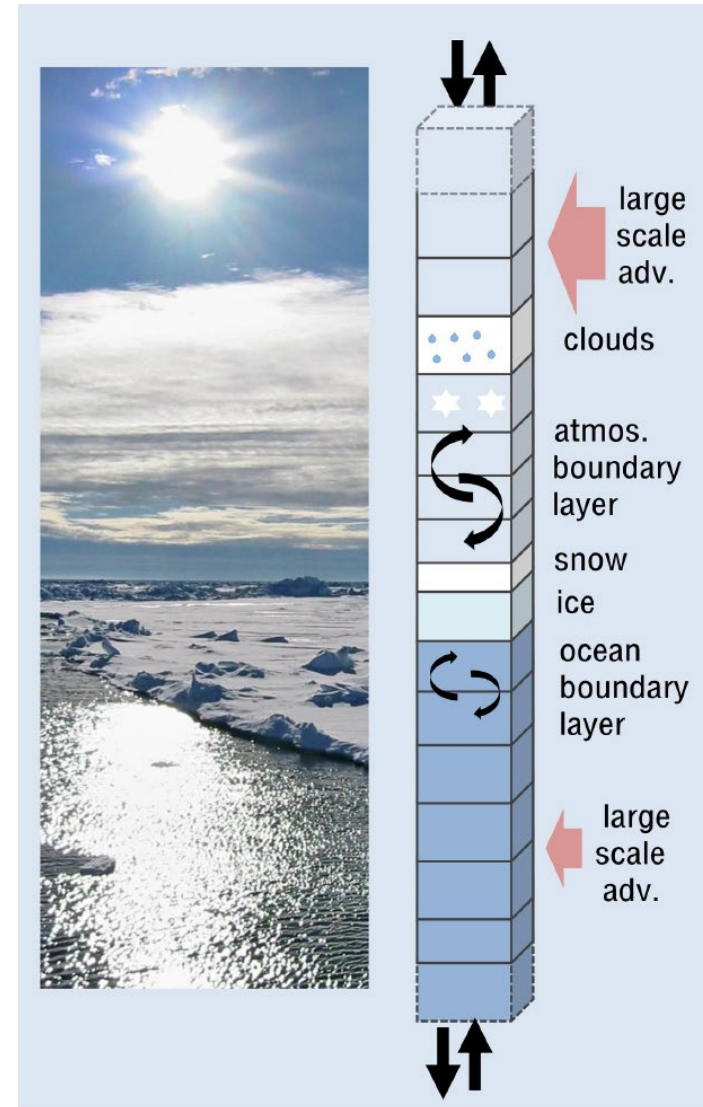 large
scale
adv.
clouds
atmos.
boundary
layer
snow
ice
ocean
boundary
layer
large
scale
adv.